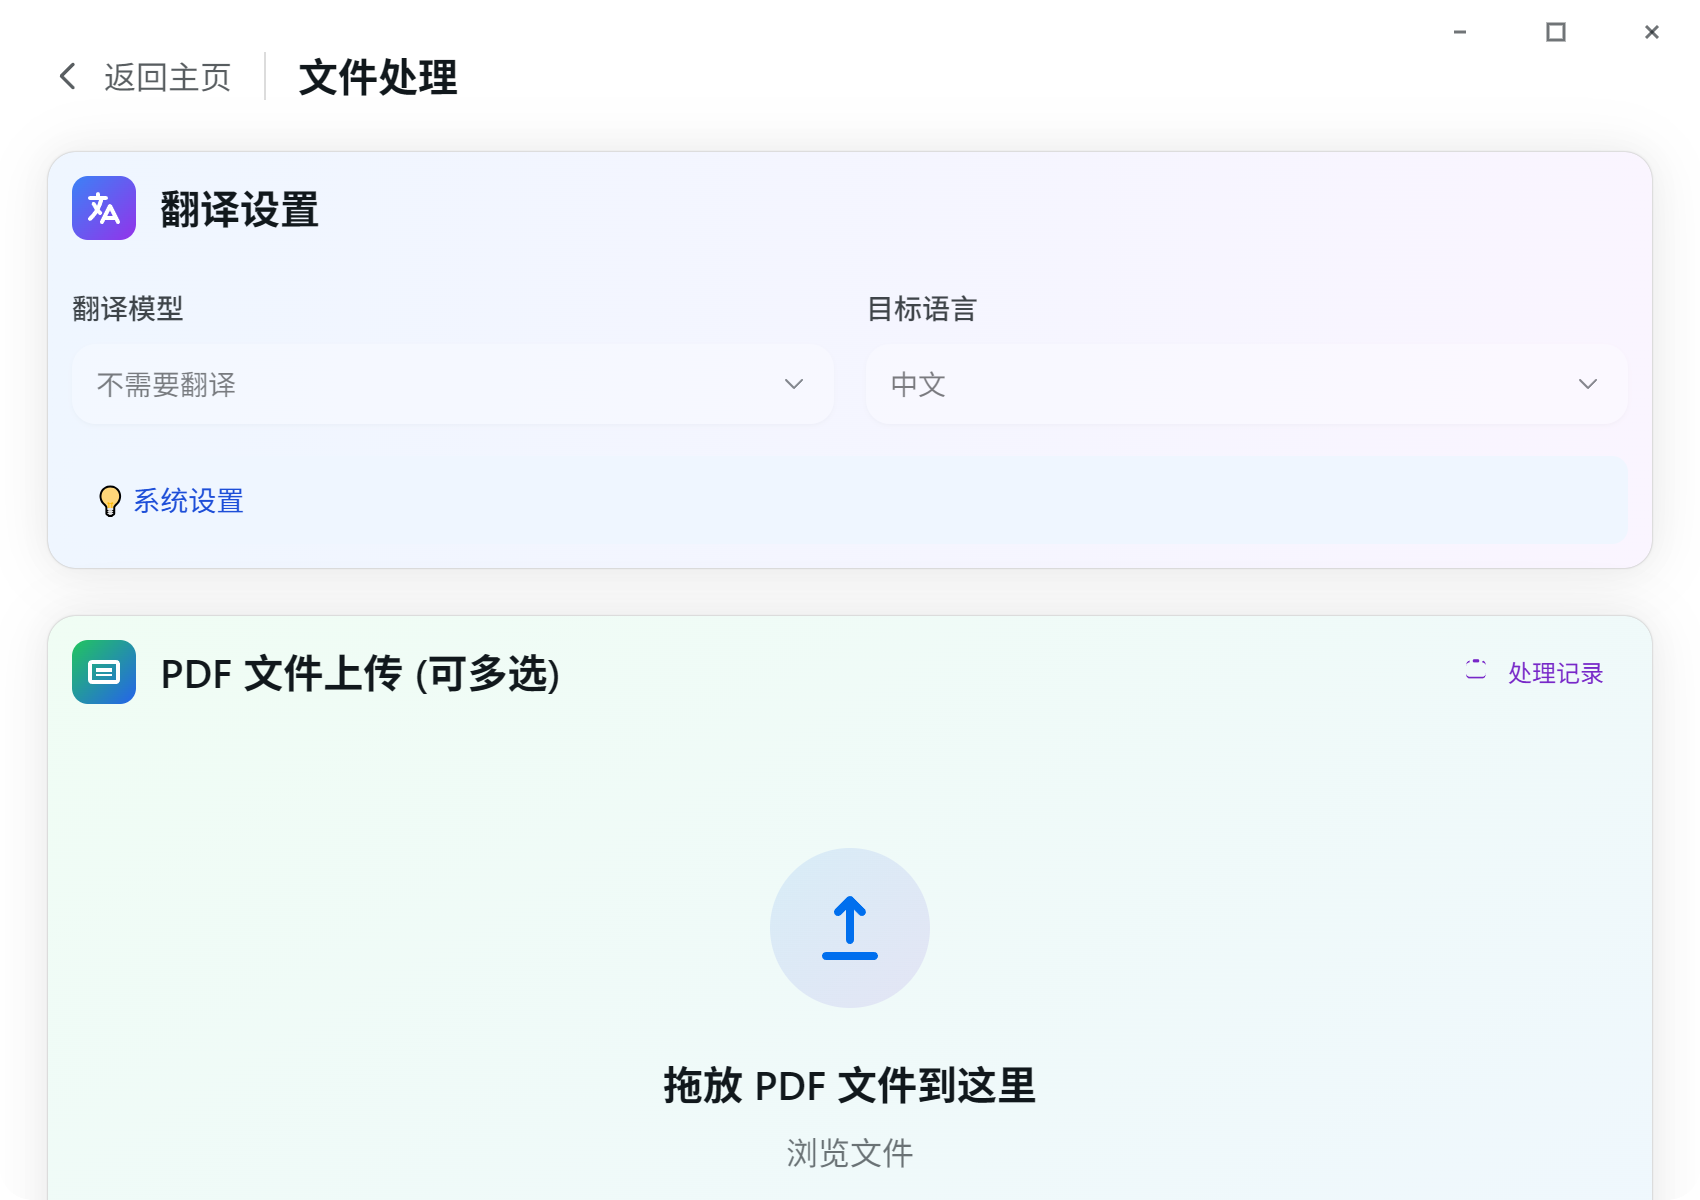 返回主页
文件处理
翻译设置
翻译模型
目标语言
不需要翻译
中文
系统设置
PDF 文件上传 (可多选)
处理记录
拖放 PDF 文件到这里
浏览文件